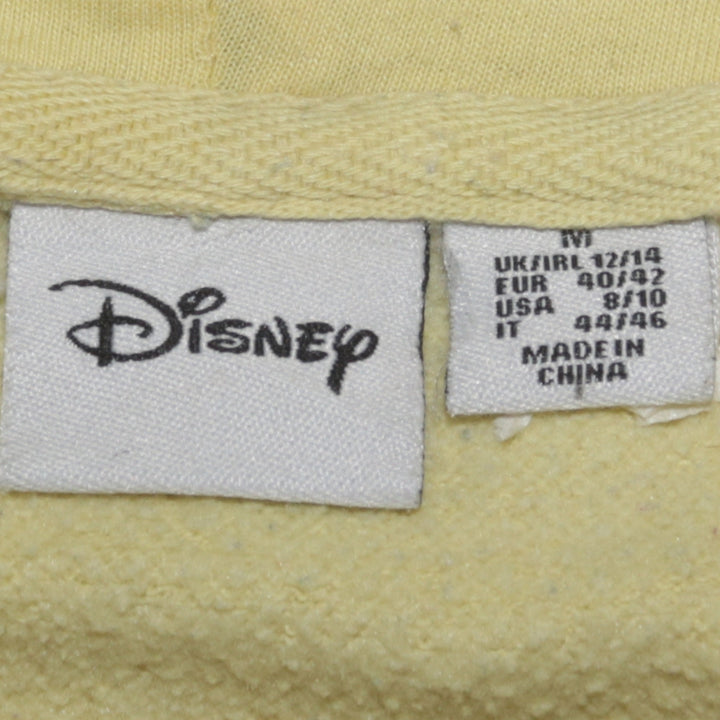 Disney
M
UK/IRL 12/14
EUR 40/42
USA 8/10
IT 44/46
MADE IN
CHINA